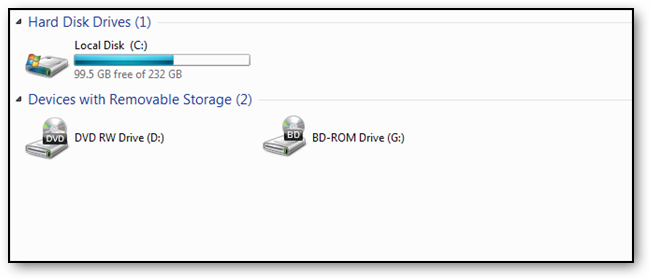 Hard Disk Drives (1)
Local Disk (C:)
99.5 GB free of 232 GB
Devices with Removable Storage (2)
DVD
DVD RW Drive (D:)
BD
BD-ROM Drive (G:)